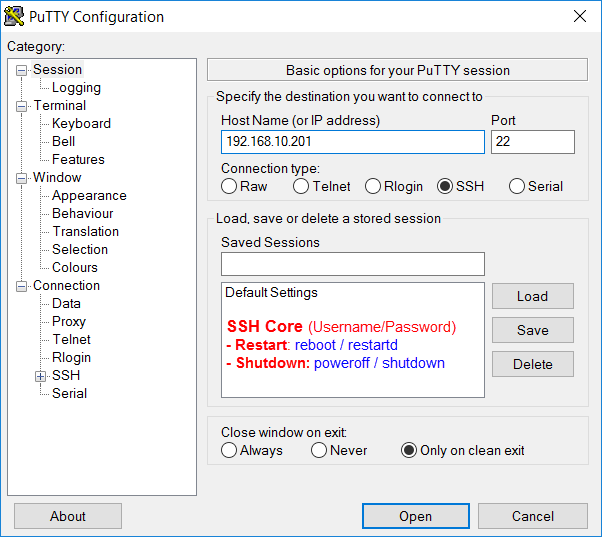 PuTTY Configuration
Category:
Session
Logging
Terminal
Keyboard
Bell
Features
Window
Appearance
Behaviour
Translation
Selection
Colours
Connection
Data
Proxy
Telnet
Rlogin
SSH
Serial
Basic options for your PuTTY session
Specify the destination you want to connect to
Host Name (or IP address) Port
192.168.10.201 22
Connection type:
Raw Telnet Rlogin SSH Serial
Load, save or delete a stored session
Saved Sessions
Default Settings
SSH Core (Username/Password)
- Restart: reboot / restartd
- Shutdown: poweroff / shutdown
Load
Save
Delete
Close window on exit:
Always Never Only on clean exit
About Open Cancel